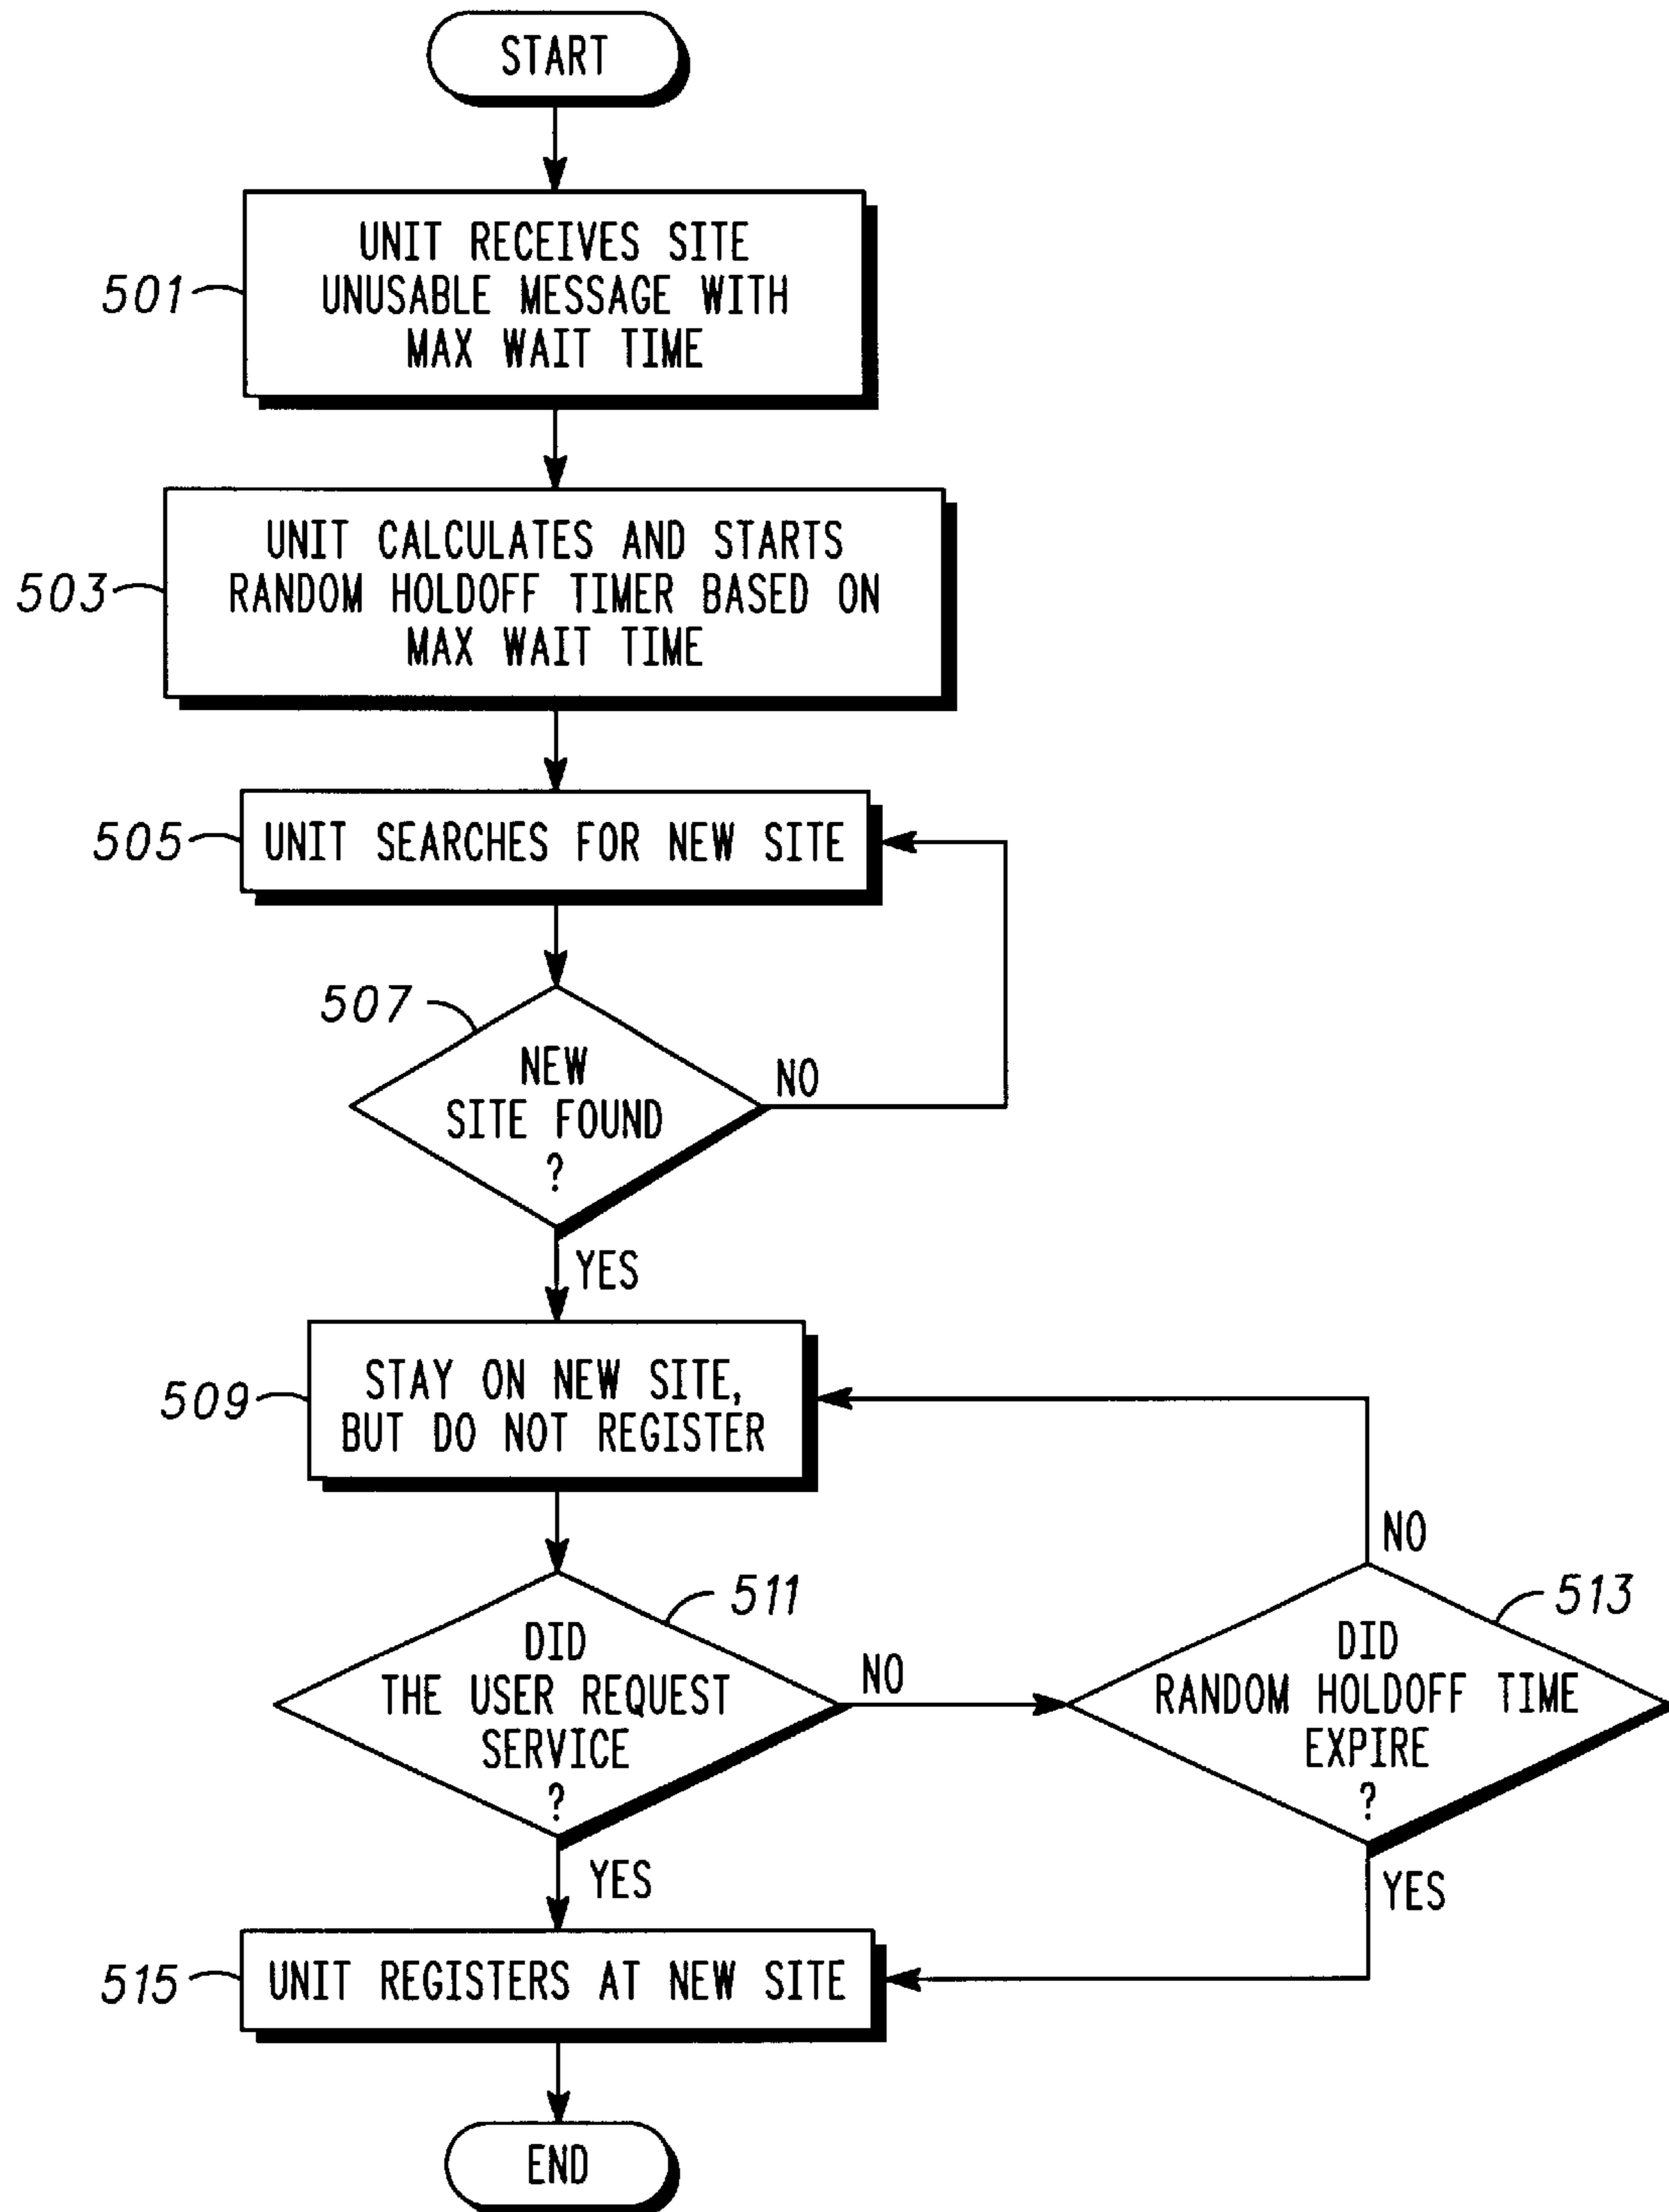 START
501
UNIT RECEIVES SITE
UNUSABLE MESSAGE WITH
MAX WAIT TIME
503
UNIT CALCULATES AND STARTS
RANDOM HOLDOFF TIMER BASED ON
MAX WAIT TIME
505
UNIT SEARCHES FOR NEW SITE
507
NEW
SITE FOUND
?
NO
YES
509
STAY ON NEW SITE,
BUT DO NOT REGISTER
511
DID
THE USER REQUEST
SERVICE
?
NO
YES
513
DID
RANDOM HOLDOFF TIME
EXPIRE
?
NO
YES
515
UNIT REGISTERS AT NEW SITE
END